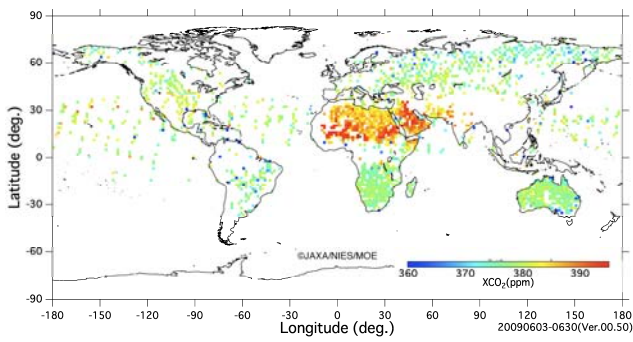 90
60
30
0
-30
-60
-90
Latitude (deg.)
©JAXA/NIES/MOE
360 370 380 390
XCO₂(ppm)
-180 -150 -120 -90 -60 -30 0 30 60 90 120 150 180
Longitude (deg.)
20090603-0630(Ver.00.50)